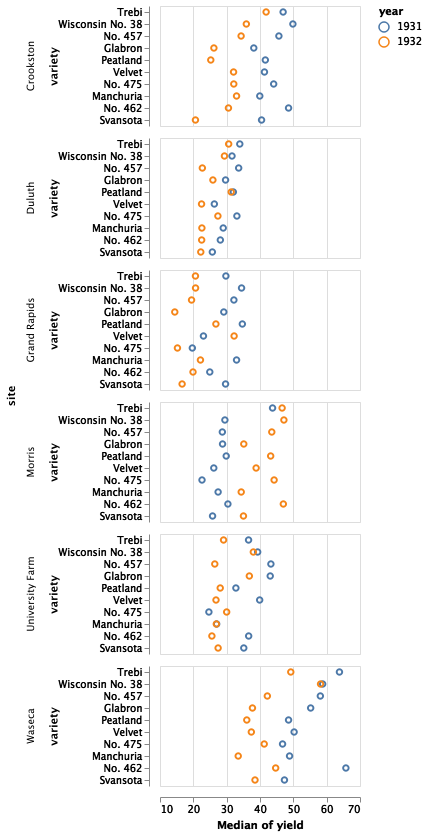 year
1931
1932
site
Crookston
variety
Trebi
Wisconsin No. 38
No. 457
Glabron
Peatland
Velvet
No. 475
Manchuria
No. 462
Svansota
Duluth
variety
Trebi
Wisconsin No. 38
No. 457
Glabron
Peatland
Velvet
No. 475
Manchuria
No. 462
Svansota
Grand Rapids
variety
Trebi
Wisconsin No. 38
No. 457
Glabron
Peatland
Velvet
No. 475
Manchuria
No. 462
Svansota
Morris
variety
Trebi
Wisconsin No. 38
No. 457
Glabron
Peatland
Velvet
No. 475
Manchuria
No. 462
Svansota
University Farm
variety
Trebi
Wisconsin No. 38
No. 457
Glabron
Peatland
Velvet
No. 475
Manchuria
No. 462
Svansota
Waseca
variety
Trebi
Wisconsin No. 38
No. 457
Glabron
Peatland
Velvet
No. 475
Manchuria
No. 462
Svansota
10 20 30 40 50 60 70
Median of yield